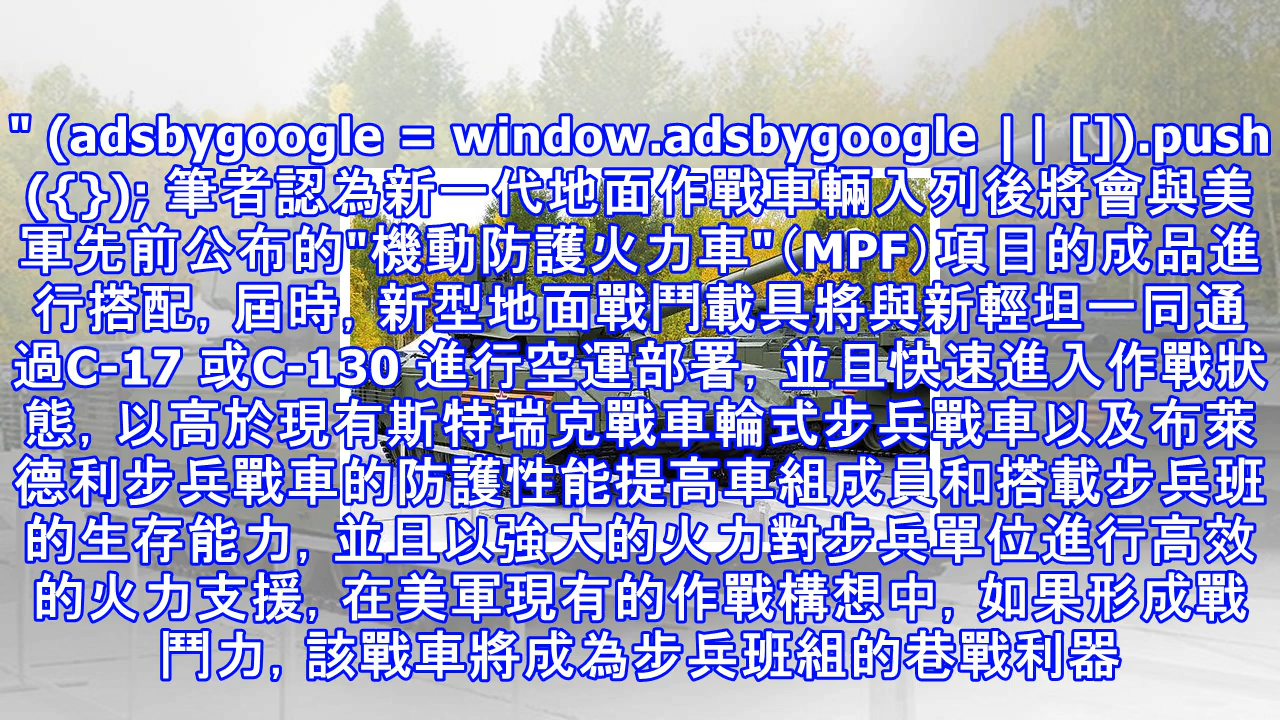 " (adsbygoogle = window.adsbygoogle || []).push
({}); 筆者認為新一代地面作戰車輛入列後將會與美
軍先前公布的"機動防護火力車"(MPF)項目的成品進
行搭配, 屆時, 新型地面戰鬥載具將與新輕坦一同通
過C-17 或C-130 進行空運部署, 並且快速進入作戰狀
態, 以高於現有斯特瑞克戰車輪式步兵戰車以及布萊
德利步兵戰車的防護性能提高車組成員和搭載步兵班
的生存能力, 並且以強大的火力對步兵單位進行高效
的火力支援, 在美軍現有的作戰構想中, 如果形成戰
鬥力, 該戰車將成為步兵班組的巷戰利器